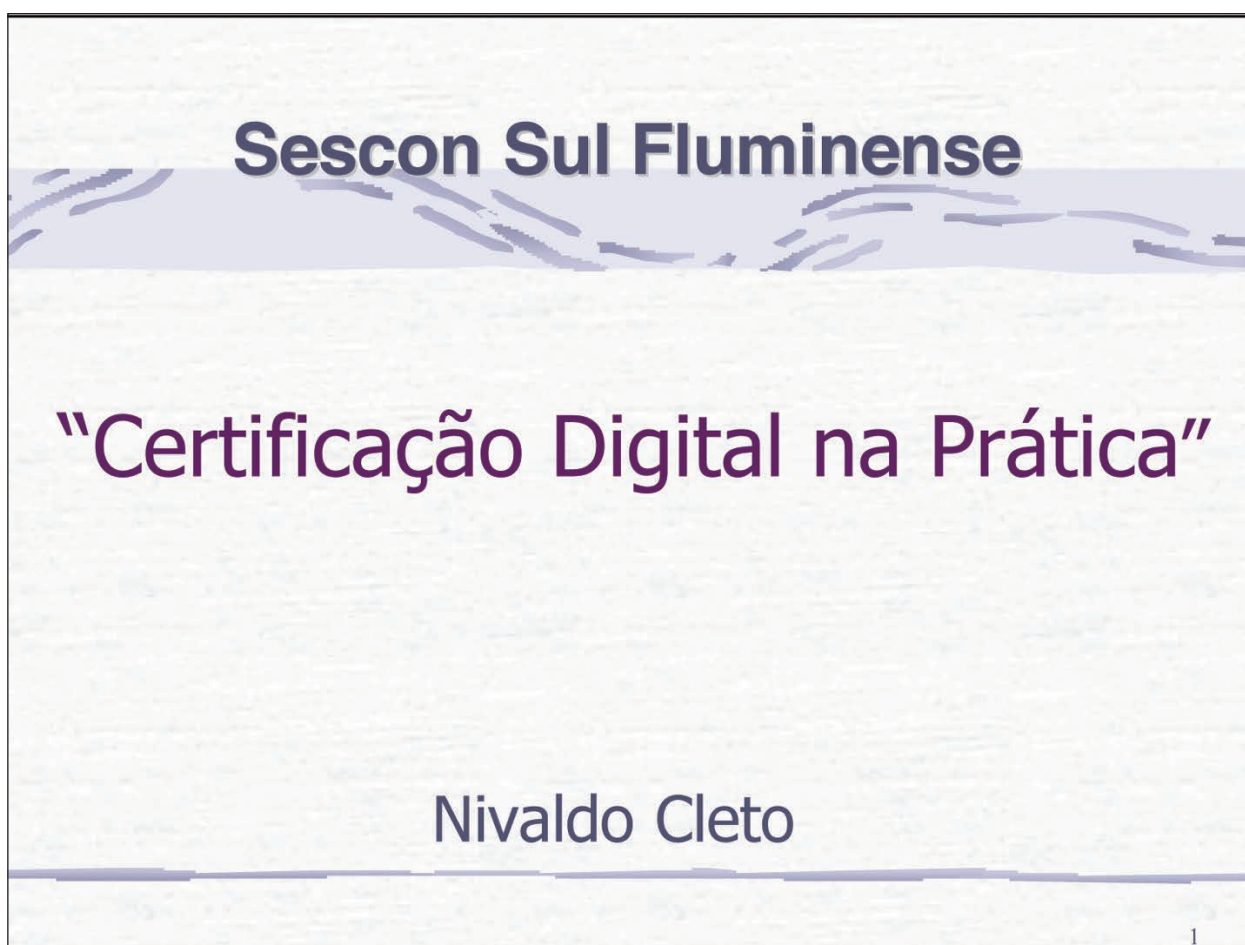 Sescon Sul Fluminense
“Certificação Digital na Prática”
Nivaldo Cleto
1